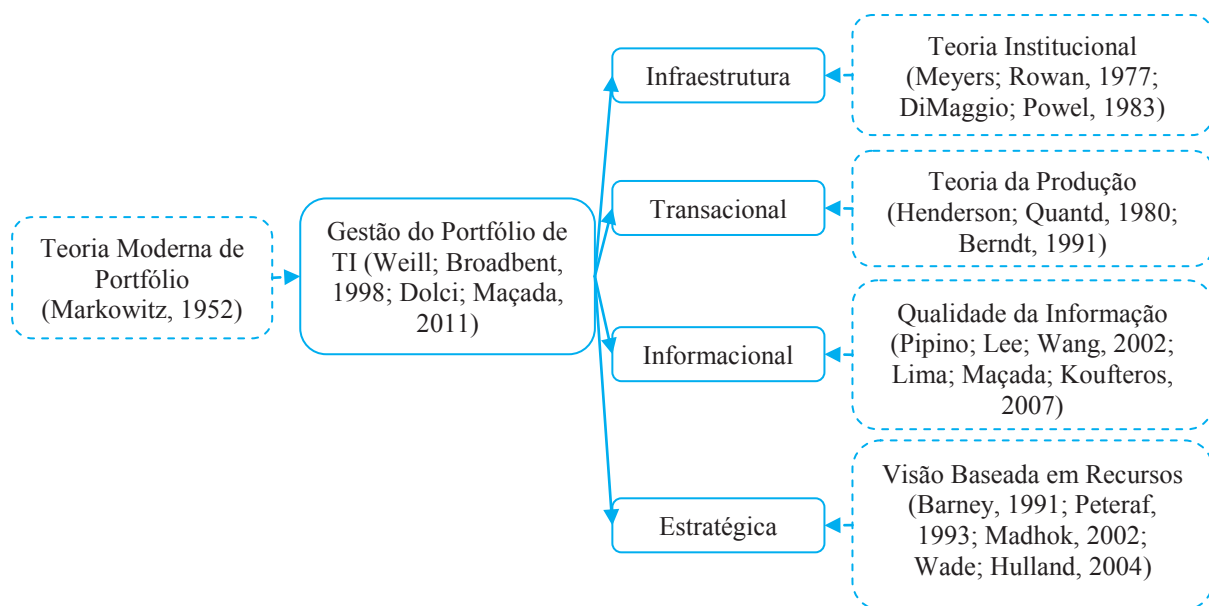 Teoria Moderna de
Portfólio
(Markowitz, 1952)
Gestão do Portfólio de
TI (Weill; Broadbent,
1998; Dolci; Maçada,
2011)
Infraestrutura
Teoria Institucional
(Meyers; Rowan, 1977;
DiMaggio; Powel, 1983)
Transacional
Teoria da Produção
(Henderson; Quantd, 1980;
Berndt, 1991)
Informacional
Qualidade da Informação
(Pipino; Lee; Wang, 2002;
Lima; Maçada; Koufteros,
2007)
Estratégica
Visão Baseada em Recursos
(Barney, 1991; Peteraf,
1993; Madhok, 2002;
Wade; Hulland, 2004)